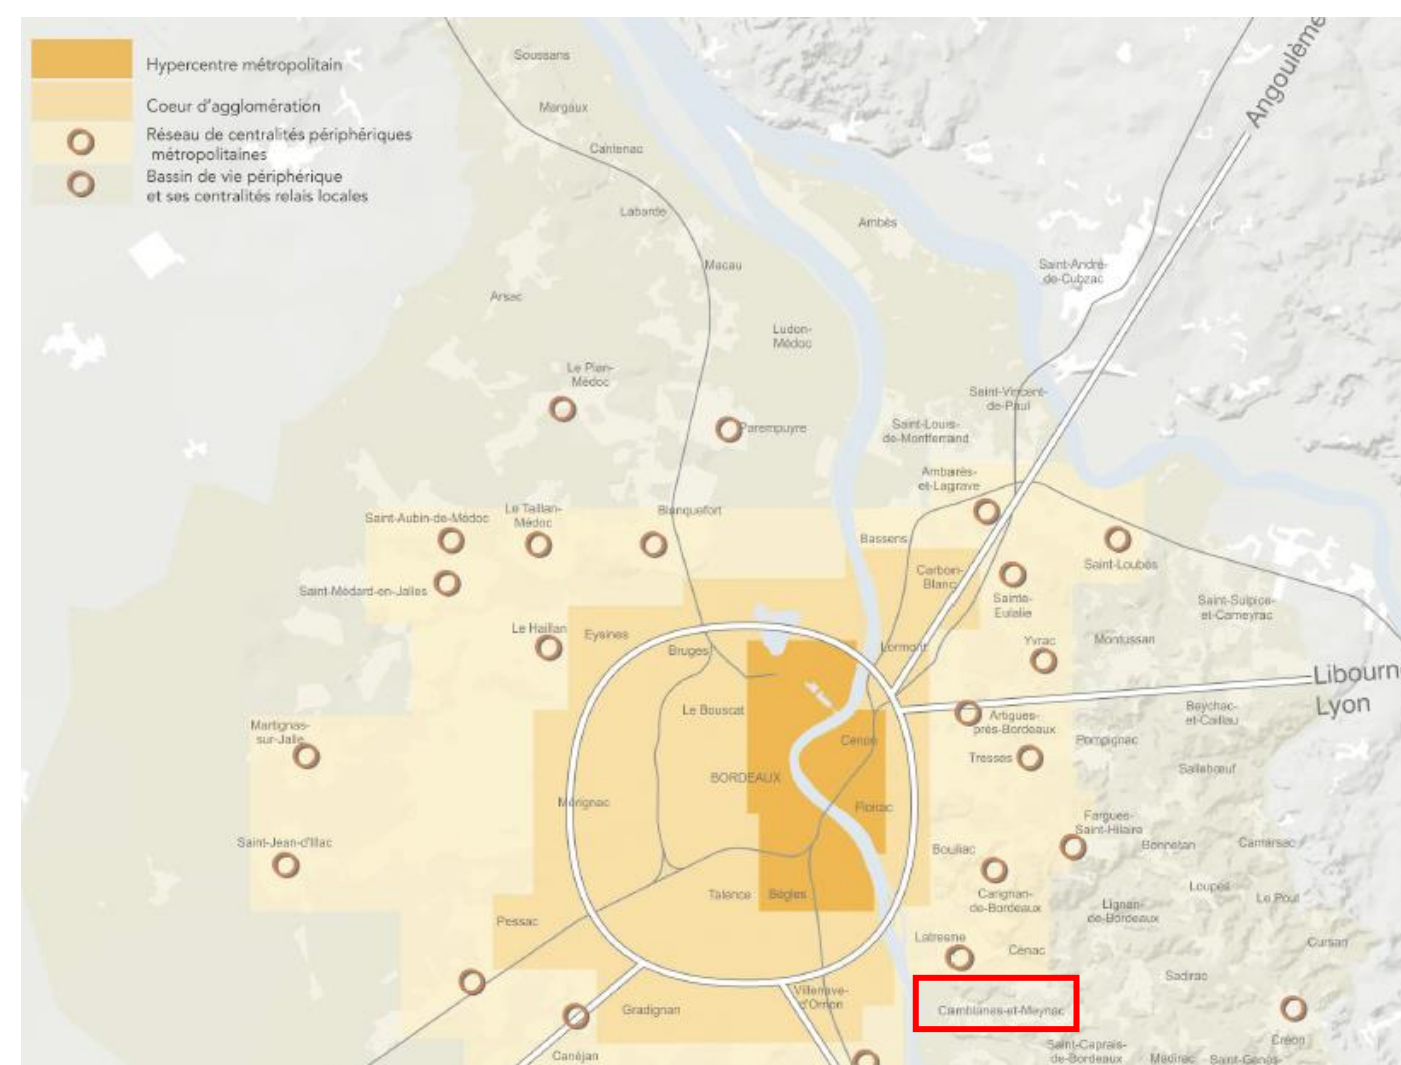 Hypercentre métropolitain
Coeur d'agglomération
Réseau de centralités périphériques
métropolitaines
Bassin de vie périphérique
et ses centralités relais locales
Soussans
Margaux
Cantenac
Labarde
Macau
Arsac
Ludon-
Médoc
Ambès
Angoulême
Saint-André-
de-Cubzac
Le Pian-
Médoc
Parempuyre
Saint-Vincent-
de-Paul
Saint-Louis-
de-Montferrand
Ambarès-
et-Lagrave
Saint-Aubin-de-Médoc
Le Taillan-
Médoc
Blanquefort
Bassens
Saint-Loubès
Saint-Médard-en-Jalles
Carbon-
Blanc
Sainte-
Eulalie
Saint-Sulpice-
et-Cameyrac
Le Haillan
Eysines
Bruges
Lormont
Yvrac
Montussan
Libourn
Lyon
Le Bouscat
Artigues-
près-Bordeaux
Beychac-
et-Caillau
Martignas-
sur-Jalle
Cenon
Pompignac
Tresses
Salleboeuf
BORDEAUX
Mérignac
Floirac
Fargues-
Saint-Hilaire
Saint-Jean-d'Illac
Bouliac
Bonnetan
Camarsac
Talence
Bègles
Carignan-
de-Bordeaux
Loupes
Le Pout
Lignan-
de-Bordeaux
Pessac
Latresne
Cénac
Cursan
Sadirac
Villenave-
d'Ornon
Gradignan
Camblanes-et-Meynac
Créon
Canéjan
Saint-Caprais-
de-Bordeaux
Madirac
Saint-Genès-